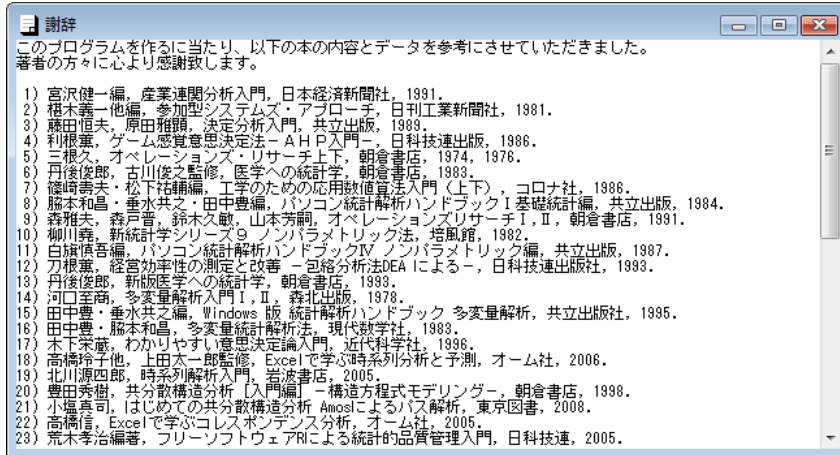 謝辞
このプログラムを作るに当たり、以下の本の内容とデータを参考にさせていただきました。
著者の方々に心より感謝致します。
1) 宮沢健一編, 産業連関分析入門, 日本経済新聞社, 1991.
2) 椹木義一他編, 参加型システムズ・アプローチ, 日刊工業新聞社, 1981.
3) 藤田恒夫, 原田雅顕, 決定分析入門, 共立出版, 1989.
4) 利根薫, ゲーム感覚意思決定法－ＡＨＰ入門－, 日科技連出版, 1986.
5) 三根久, オペレーションズ・リサーチ上下, 朝倉書店, 1974, 1976.
6) 丹後俊郎, 古川俊之監修, 医学への統計学, 朝倉書店, 1983.
7) 篠崎壽夫・松下祐輔編, 工学のための応用数値算法入門（上下）, コロナ社, 1986.
8) 脇本和昌・垂水共之・田中豊編, パソコン統計解析ハンドブックⅠ基礎統計編, 共立出版, 1984.
9) 森雅夫, 森戸晋, 鈴木久敏, 山本芳嗣, オペレーションズリサーチⅠ,Ⅱ, 朝倉書店, 1991.
10) 柳川堯, 新統計学シリーズ９ ノンパラメトリック法, 培風館, 1982.
11) 白旗慎吾編, パソコン統計解析ハンドブックⅣ ノンパラメトリック編, 共立出版, 1987.
12) 刀根薫, 経営効率性の測定と改善 －包絡分析法DEA による－, 日科技連出版社, 1993.
13) 丹後俊郎, 新版医学への統計学, 朝倉書店, 1993.
14) 河口至商, 多変量解析入門Ⅰ,Ⅱ, 森北出版, 1978.
15) 田中豊・垂水共之編, Windows 版 統計解析ハンドブック 多変量解析, 共立出版社, 1995.
16) 田中豊・脇本和昌, 多変量統計解析法, 現代数学社, 1983.
17) 木下栄蔵, わかりやすい意思決定論入門, 近代科学社, 1996.
18) 高橋玲子他, 上田太一郎監修, Excelで学ぶ時系列分析と予測, オーム社, 2006.
19) 北川源四郎, 時系列解析入門, 岩波書店, 2005.
20) 豊田秀樹, 共分散構造分析［入門編］－構造方程式モデリング－, 朝倉書店, 1998.
21) 小塩真司, はじめての共分散構造分析 Amosによるパス解析, 東京図書, 2008.
22) 高橋信, Excelで学ぶコレスポンデンス分析, オーム社, 2005.
23) 荒木孝治編著, フリーソフトウェアRによる統計的品質管理入門, 日科技連, 2005.